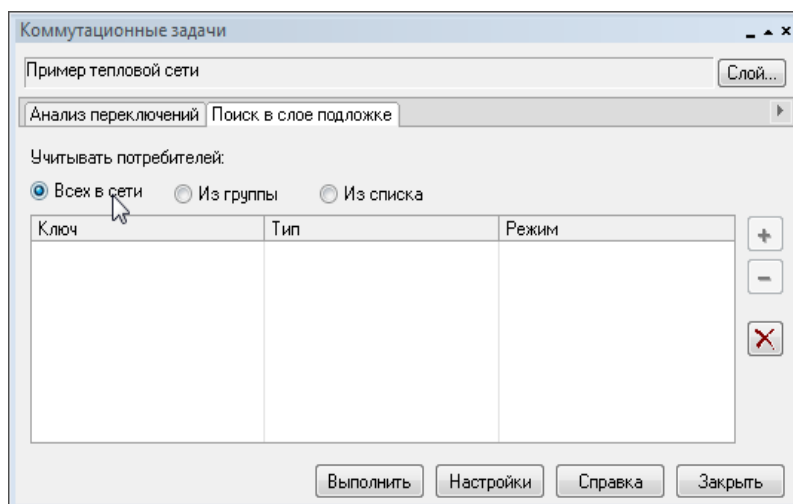 Коммутационные задачи
Пример тепловой сети
Слой...
Анализ переключений Поиск в слое подложке
Учитывать потребителей:
Всех в сети Из группы Из списка
Ключ Тип Режим
Выполнить Настройки Справка Закрыть